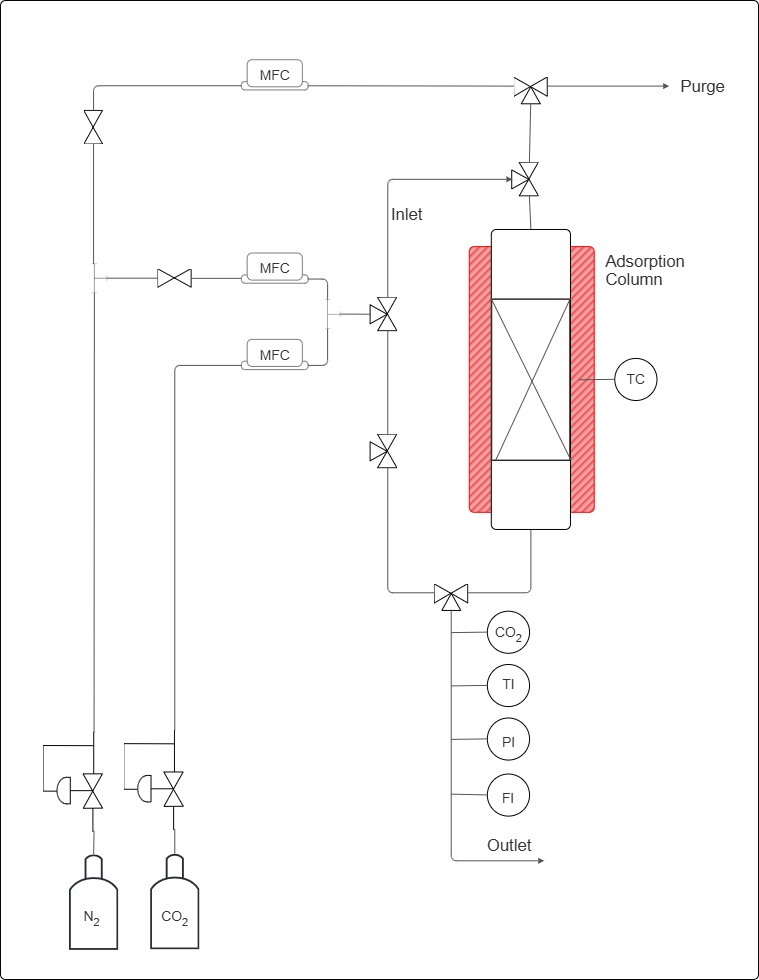 MFC
Purge
Inlet
MFC
Adsorption
Column
MFC
TC
CO₂
TI
PI
FI
Outlet
N₂
CO₂